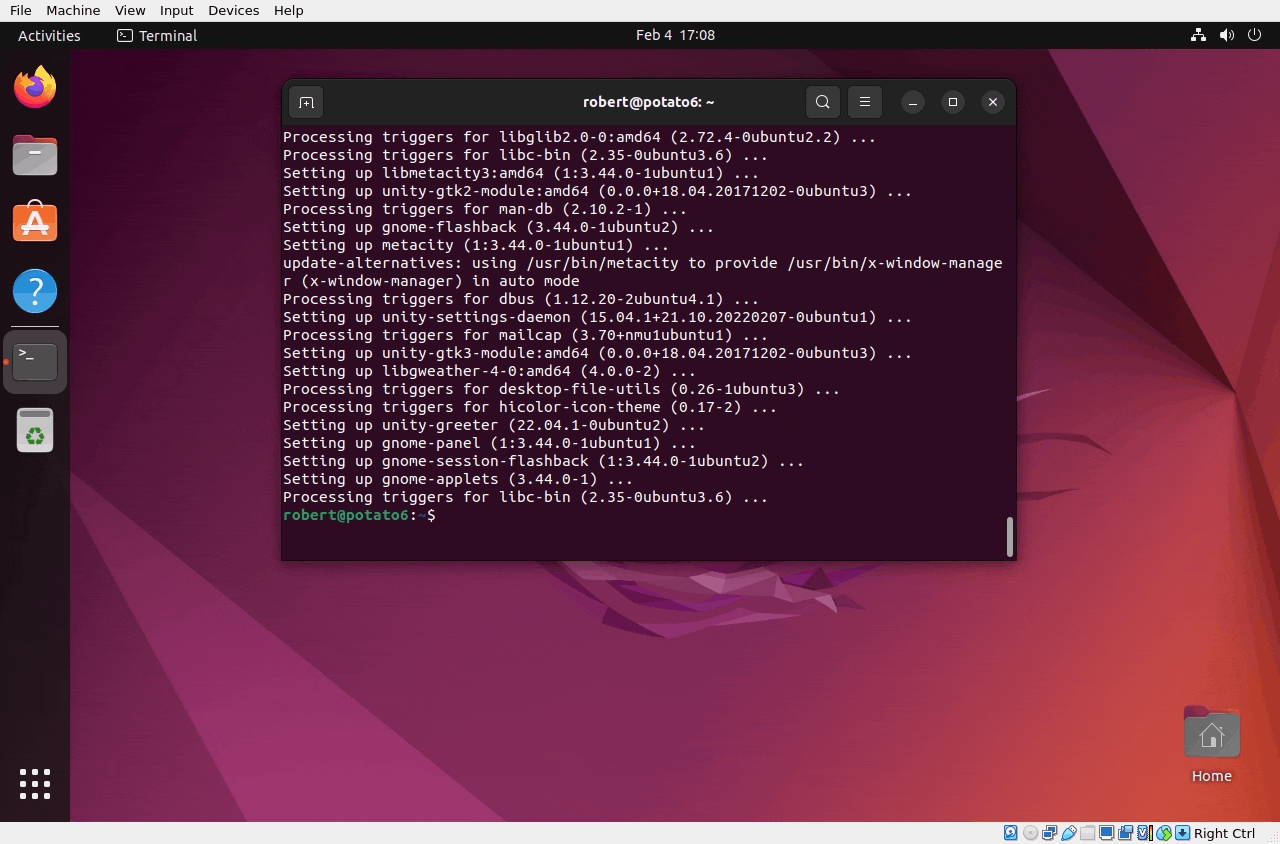 File Machine View Input Devices Help
Activities Terminal Feb 4 17:08
robert@potato6: ~
Processing triggers for libglib2.0-0:amd64 (2.72.4-0ubuntu2.2) ...
Processing triggers for libc-bin (2.35-0ubuntu3.6) ...
Setting up libmetacity3:amd64 (1:3.44.0-1ubuntu1) ...
Setting up unity-gtk2-module:amd64 (0.0.0+18.04.20171202-0ubuntu3) ...
Processing triggers for man-db (2.10.2-1) ...
Setting up gnome-flashback (3.44.0-1ubuntu2) ...
Setting up metacity (1:3.44.0-1ubuntu1) ...
update-alternatives: using /usr/bin/metacity to provide /usr/bin/x-window-manage
r (x-window-manager) in auto mode
Processing triggers for dbus (1.12.20-2ubuntu4.1) ...
Setting up unity-settings-daemon (15.04.1+21.10.20220207-0ubuntu1) ...
Processing triggers for mailcap (3.70+nmu1ubuntu1) ...
Setting up unity-gtk3-module:amd64 (0.0.0+18.04.20171202-0ubuntu3) ...
Setting up libgweather-4-0:amd64 (4.0.0-2) ...
Processing triggers for desktop-file-utils (0.26-1ubuntu3) ...
Processing triggers for hicolor-icon-theme (0.17-2) ...
Setting up unity-greeter (22.04.1-0ubuntu2) ...
Setting up gnome-panel (1:3.44.0-1ubuntu1) ...
Setting up gnome-session-flashback (1:3.44.0-1ubuntu2) ...
Setting up gnome-applets (3.44.0-1) ...
Processing triggers for libc-bin (2.35-0ubuntu3.6) ...
robert@potato6:~$
Home
Right Ctrl